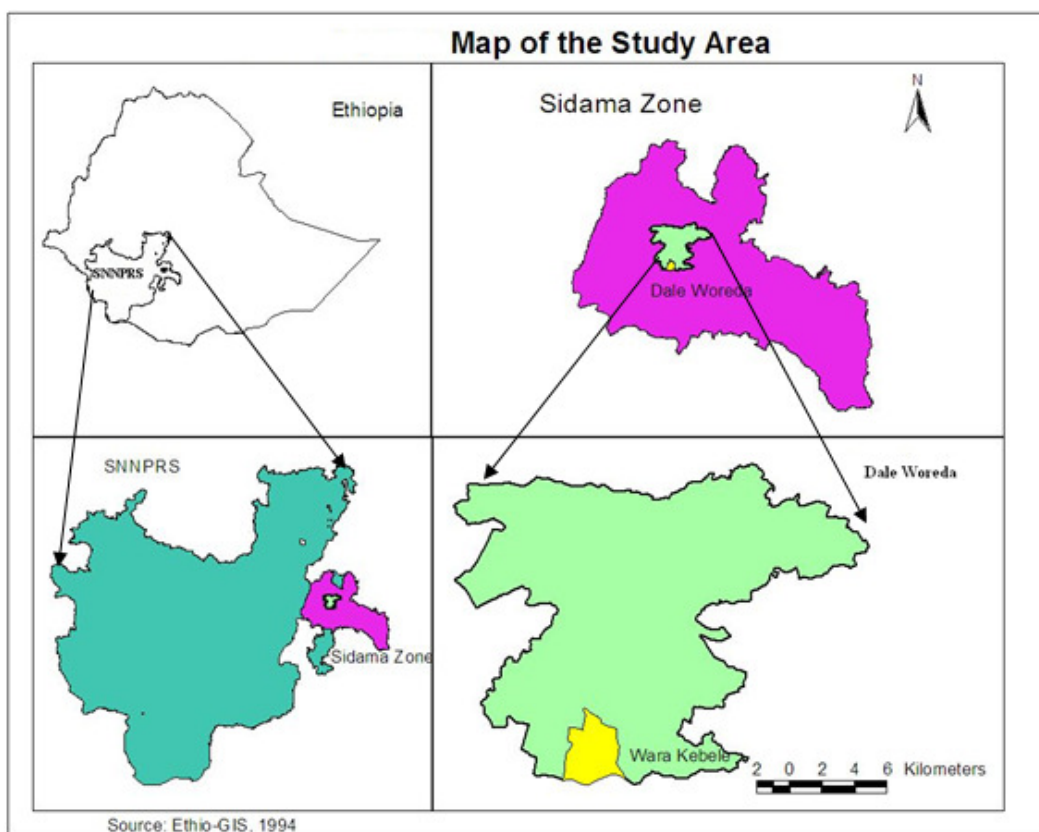 Map of the Study Area
Ethiopia
SNNPRS
Sidama Zone
N
Dale Woreda
SNNPRS
Sidama Zone
Dale Woreda
Wara Kebele
2 0 2 4 6 Kilometers
Source: Ethio-GIS, 1994